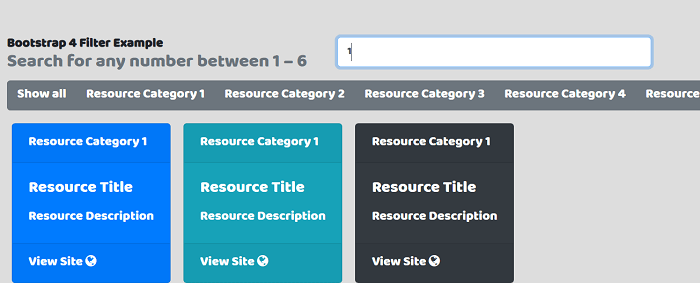 Bootstrap 4 Filter Example
Search for any number between 1 – 6
1
Show all Resource Category 1 Resource Category 2 Resource Category 3 Resource Category 4 Resource
Resource Category 1 Resource Category 1 Resource Category 1
Resource Title Resource Title Resource Title
Resource Description Resource Description Resource Description
View Site View Site View Site